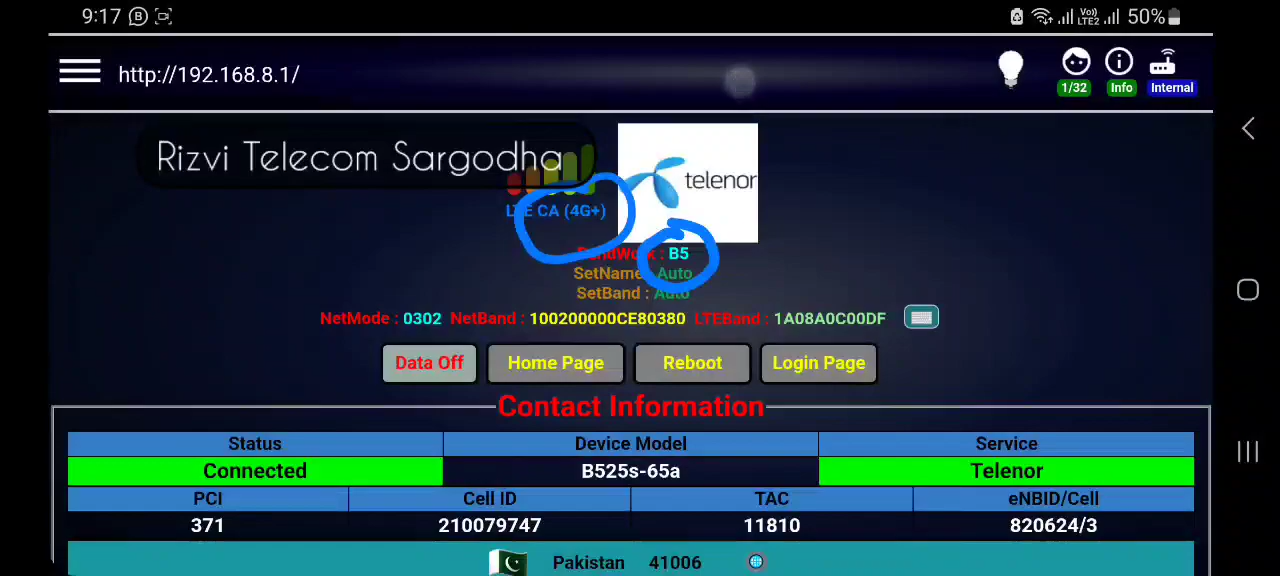 9:17 Vo)) LTE2 50%
http://192.168.8.1/
1/32 Info Internal
Rizvi Telecom Sargodha
telenor
LTE CA (4G+)
BandWork : B5
SetName : Auto
SetBand : Auto
NetMode : 0302 NetBand : 100200000CE80380 LTEBand : 1A08A0C00DF
Data Off Home Page Reboot Login Page
Contact Information
Status Device Model Service
Connected B525s-65a Telenor
PCI Cell ID TAC eNBID/Cell
371 210079747 11810 820624/3
Pakistan 41006